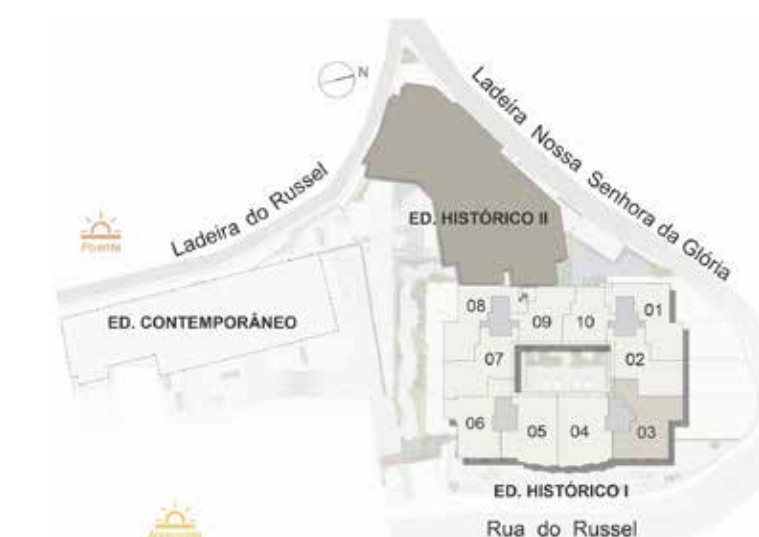 N
Ladeira Nossa Senhora da Glória
Ladeira do Russel
Poente
ED. HISTÓRICO II
ED. CONTEMPORÂNEO
08
09
10
01
07
02
06
05
04
03
ED. HISTÓRICO I
Rua do Russel